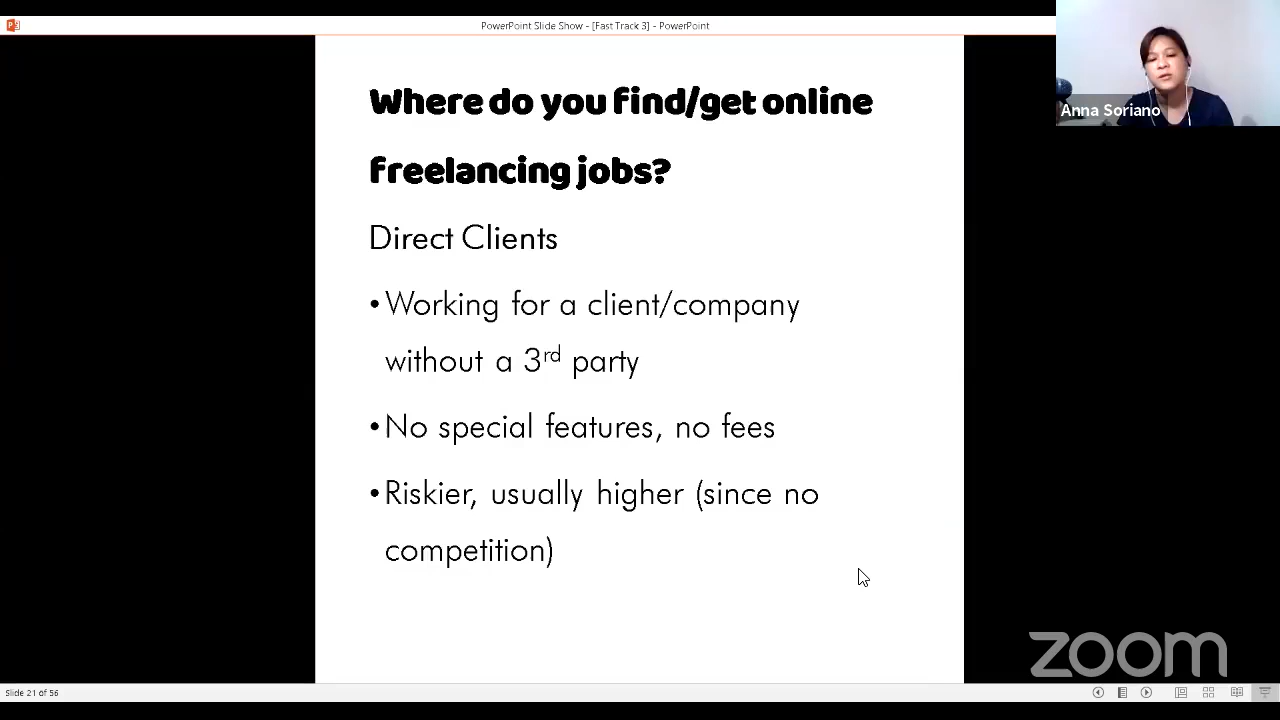 PowerPoint Slide Show - [Fast Track 3] - PowerPoint
Where do you find/get online
freelancing jobs?
Direct Clients
•Working for a client/company
without a 3rd party
•No special features, no fees
•Riskier, usually higher (since no
competition)
Anna Soriano
zoom
Slide 21 of 56